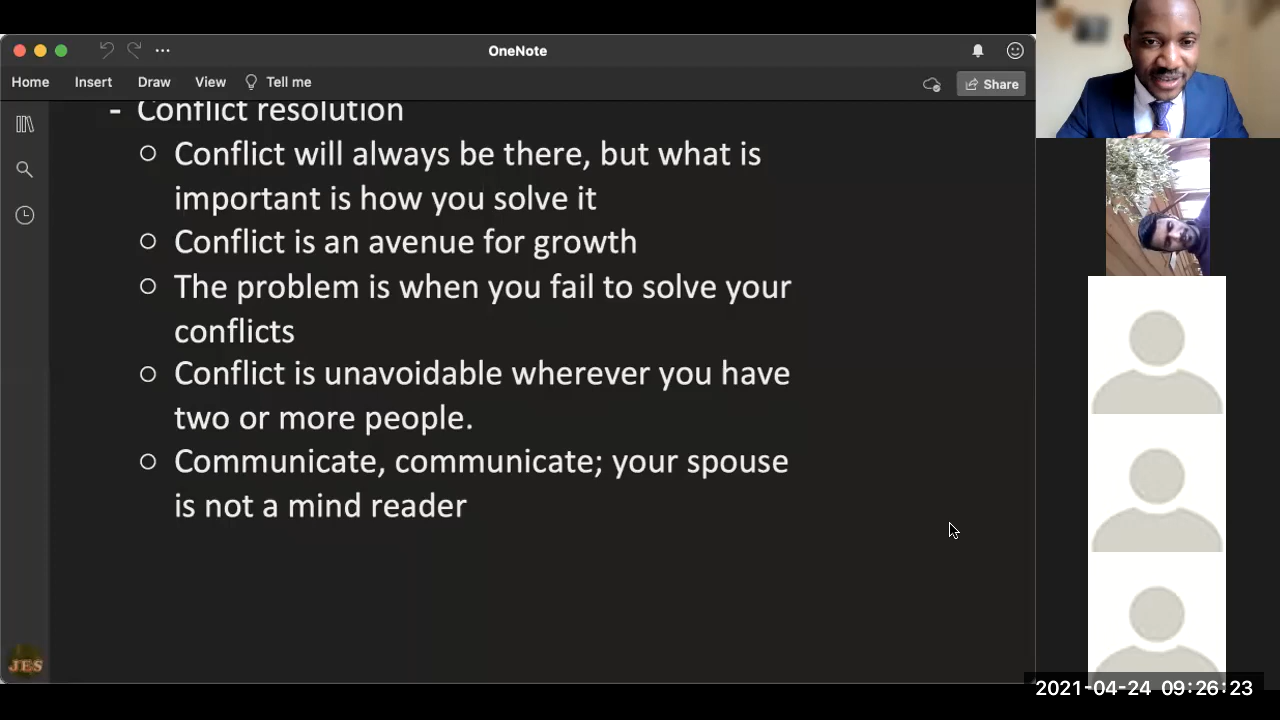 OneNote
Home Insert Draw View Tell me Share
- Conflict resolution
Conflict will always be there, but what is
important is how you solve it
Conflict is an avenue for growth
The problem is when you fail to solve your
conflicts
Conflict is unavoidable wherever you have
two or more people.
Communicate, communicate; your spouse
is not a mind reader
JES
2021-04-24 09:26:23